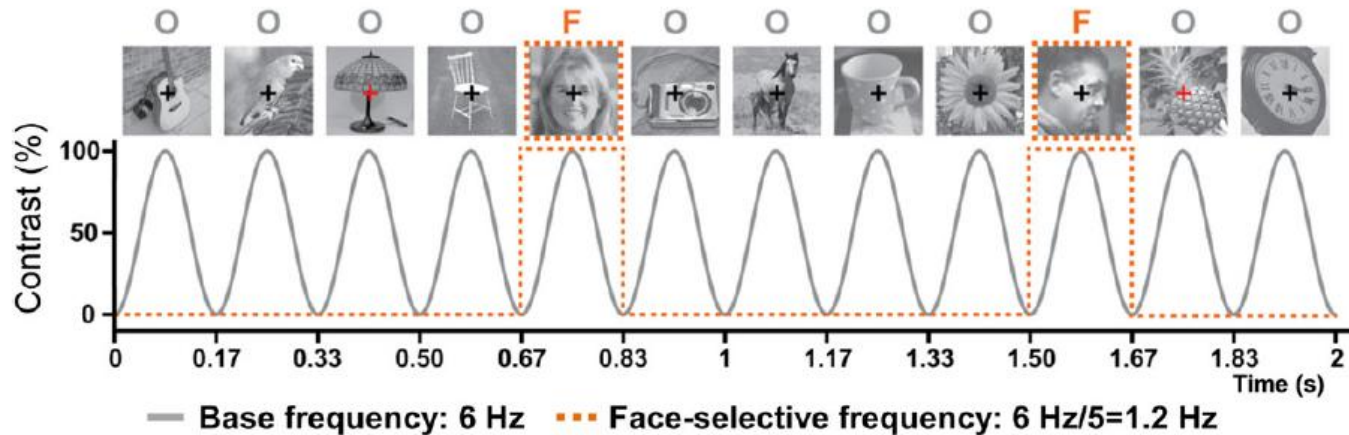 O O O O F O O O O F O O
Contrast (%)
100
50
0
0 0.17 0.33 0.50 0.67 0.83 1 1.17 1.33 1.50 1.67 1.83 2
Time (s)
Base frequency: 6 Hz Face-selective frequency: 6 Hz/5=1.2 Hz